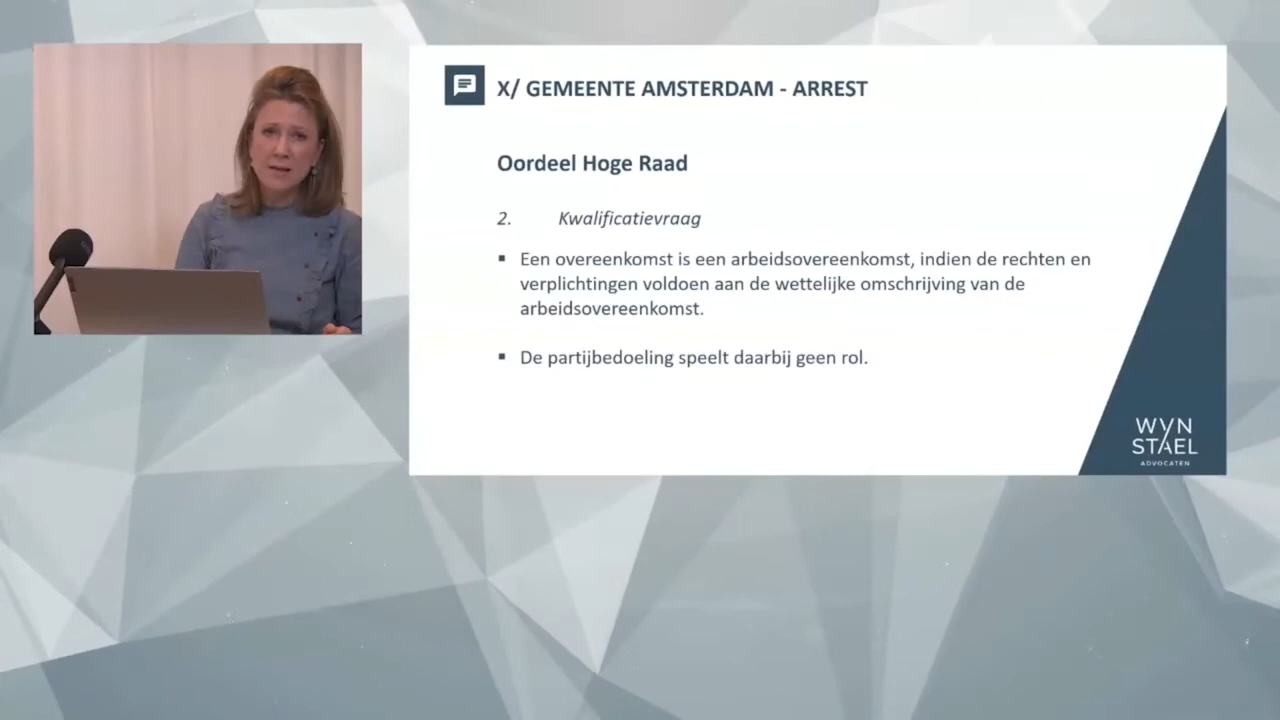 X/ GEMEENTE AMSTERDAM - ARREST
Oordeel Hoge Raad
2. Kwalificatievraag
▪ Een overeenkomst is een arbeidsovereenkomst, indien de rechten en
verplichtingen voldoen aan de wettelijke omschrijving van de
arbeidsovereenkomst.
▪ De partijbedoeling speelt daarbij geen rol.
WYN
STAEL
ADVOCATEN